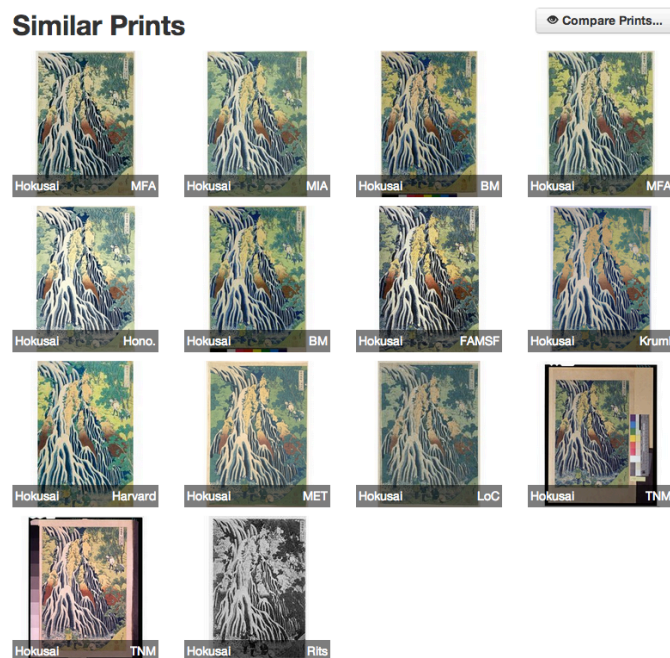 Similar Prints
Compare Prints...
Hokusai MFA
Hokusai MIA
Hokusai BM
Hokusai MFA
Hokusai Hono.
Hokusai BM
Hokusai FAMSF
Hokusai Krumi
Hokusai Harvard
Hokusai MET
Hokusai LoC
Hokusai TNM
Hokusai TNM
Hokusai Rits